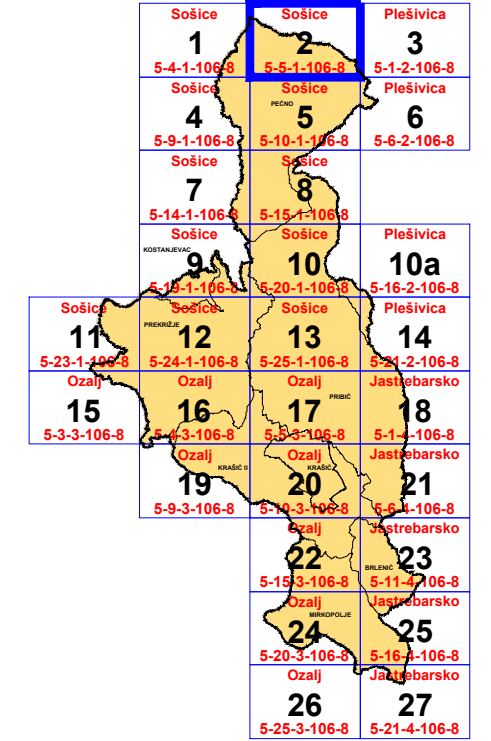 Sošice Sošice Plešivica
1 2 3
5-4-1-106-8 5-5-1-106-8 5-1-2-106-8
Sošice Sošice Plešivica
PEĆNO
4 5 6
5-9-1-106-8 5-10-1-106-8 5-6-2-106-8
Sošice Sošice
7 8
5-14-1-106-8 5-15-1-106-8
Sošice Sošice Plešivica
KOSTANJEVAC
9 10 10a
5-19-1-106-8 5-20-1-106-8 5-16-2-106-8
Sošice Sošice Sošice Plešivica
PREKRIŽJE
11 12 13 14
5-23-1-106-8 5-24-1-106-8 5-25-1-106-8 5-21-2-106-8
Ozalj Ozalj Ozalj Jastrebarsko
PRIBIĆ
15 16 17 18
5-3-3-106-8 5-4-3-106-8 5-5-3-106-8 5-1-4-106-8
Ozalj Ozalj Jastrebarsko
KRAŠIĆ II KRAŠIĆ
19 20 21
5-9-3-106-8 5-10-3-106-8 5-6-4-106-8
Ozalj Jastrebarsko
22 23
BRLENIĆ
5-15-3-106-8 5-11-4-106-8
Ozalj Jastrebarsko
MIRKOPOLJE
24 25
5-20-3-106-8 5-16-4-106-8
Ozalj Jastrebarsko
26 27
5-25-3-106-8 5-21-4-106-8